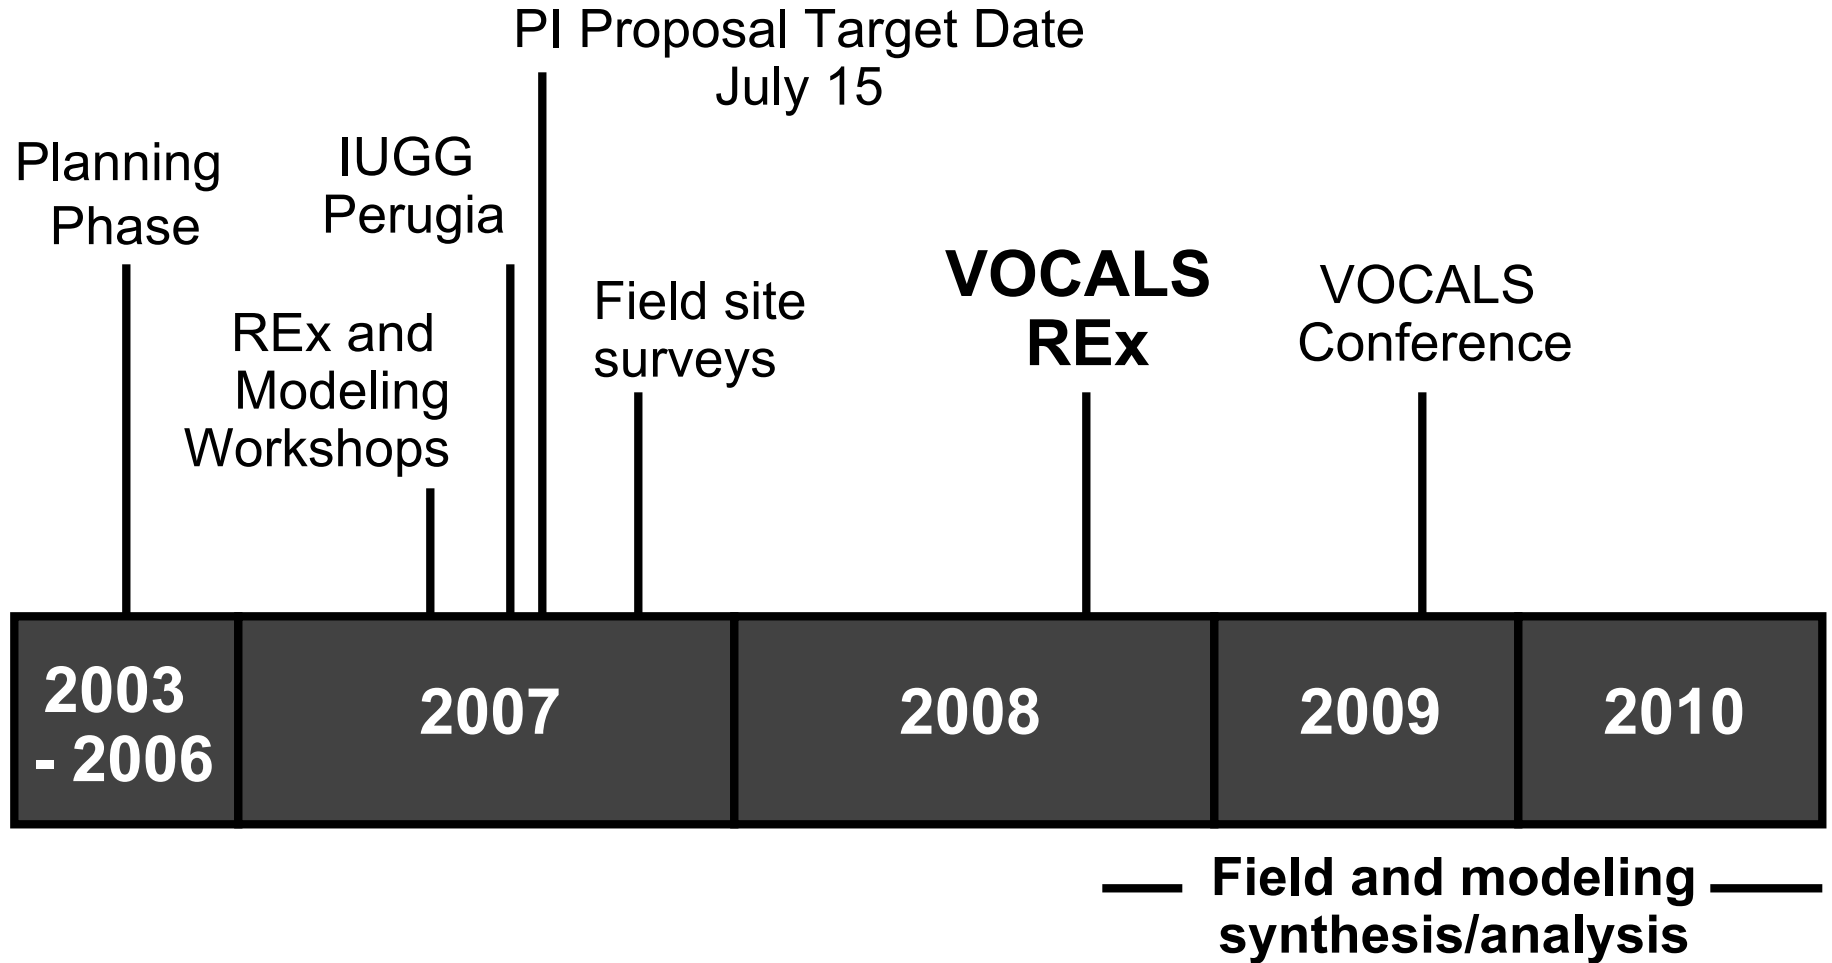 PI Proposal Target Date
July 15
Planning
Phase
IUGG
Perugia
REx and
Modeling
Workshops
Field site
surveys
VOCALS
REx
VOCALS
Conference
2003
- 2006
2007
2008
2009
2010
Field and modeling
synthesis/analysis